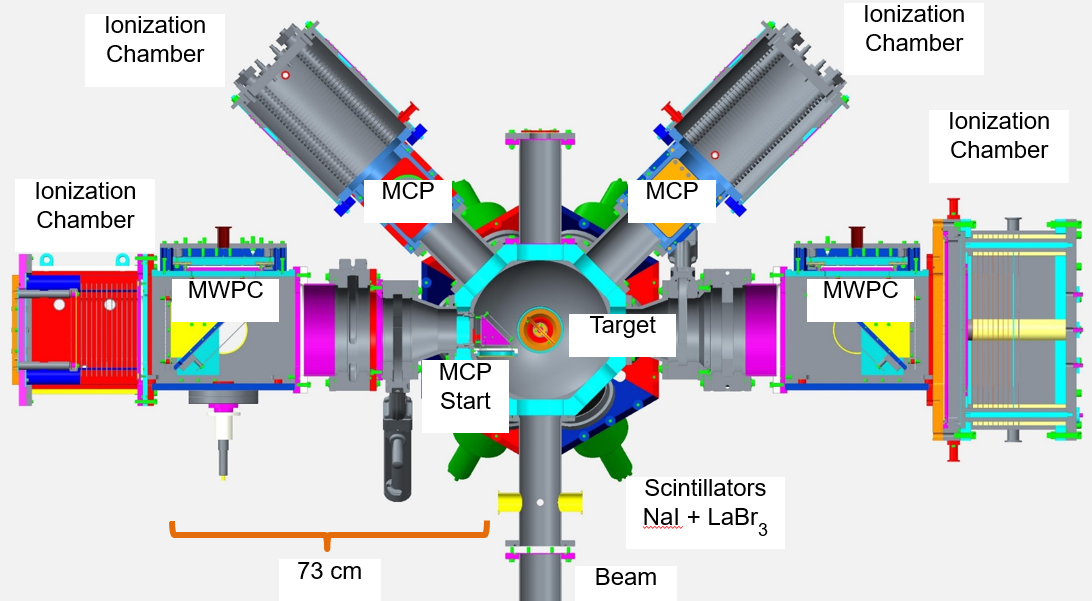 Ionization
Chamber
Ionization
Chamber
Ionization
Chamber
Ionization
Chamber
MCP
MCP
MWPC
MWPC
Target
MCP
Start
Scintillators
NaI + LaBr₃
73 cm
Beam